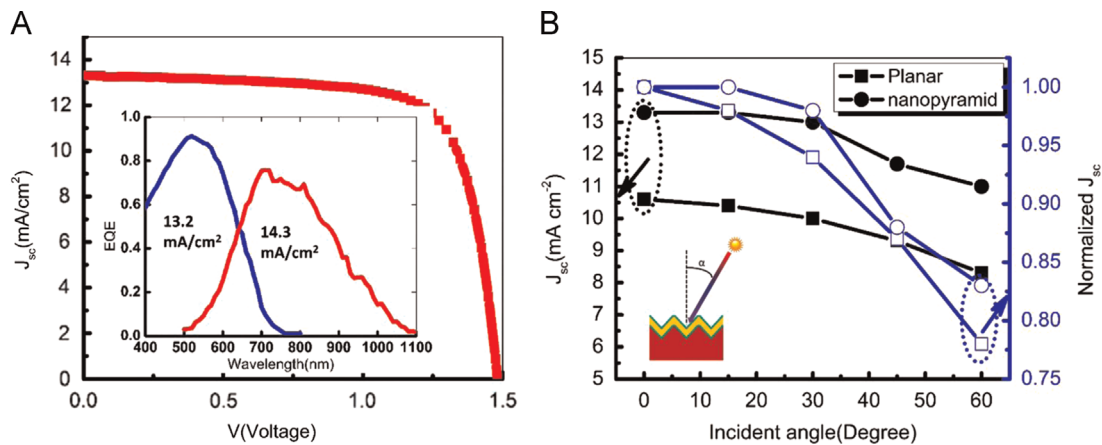 A
J_sc(mA/cm²)
14
12
10
8
6
4
2
0
0.0
0.5
1.0
1.5
V(Voltage)
EQE
1.0
0.8
0.6
0.4
0.2
0.0
13.2
mA/cm²
14.3
mA/cm²
400 500 600 700 800 900 1000 1100
Wavelength(nm)
B
J_sc(mA cm⁻²)
15
14
13
12
11
10
9
8
7
6
5
Planar
nanopyramid
α
0 10 20 30 40 50 60
Incident angle(Degree)
1.00
0.95
0.90
0.85
0.80
0.75
Normalized J_sc